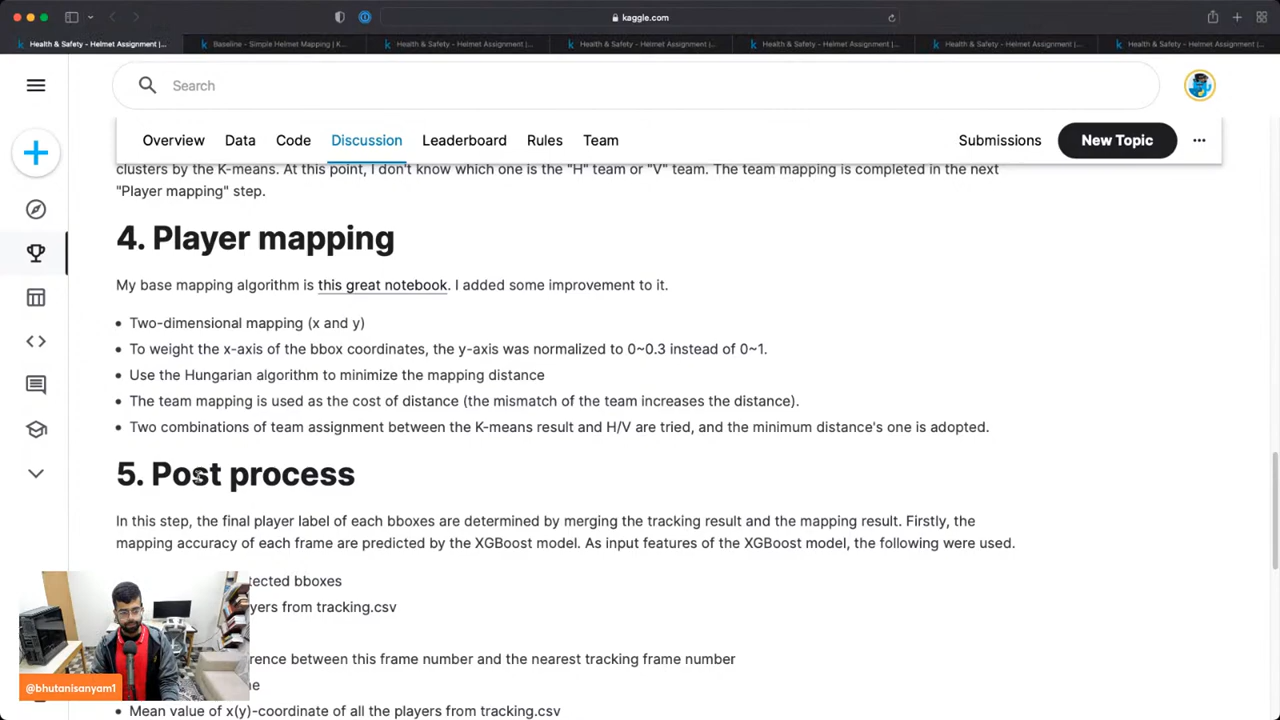 kaggle.com
Health & Safety - Helmet Assignment |...
Baseline - Simple Helmet Mapping | K...
Health & Safety - Helmet Assignment |...
Health & Safety - Helmet Assignment |...
Health & Safety - Helmet Assignment |...
Health & Safety - Helmet Assignment |...
Health & Safety - Helmet Assignment |...
Search
Overview Data Code Discussion Leaderboard Rules Team Submissions New Topic ...
clusters by the K-means. At this point, I don't know which one is the "H" team or "V" team. The team mapping is completed in the next
"Player mapping" step.
4. Player mapping
My base mapping algorithm is this great notebook. I added some improvement to it.
• Two-dimensional mapping (x and y)
• To weight the x-axis of the bbox coordinates, the y-axis was normalized to 0~0.3 instead of 0~1.
• Use the Hungarian algorithm to minimize the mapping distance
• The team mapping is used as the cost of distance (the mismatch of the team increases the distance).
• Two combinations of team assignment between the K-means result and H/V are tried, and the minimum distance's one is adopted.
5. Post process
In this step, the final player label of each bboxes are determined by merging the tracking result and the mapping result. Firstly, the
mapping accuracy of each frame are predicted by the XGBoost model. As input features of the XGBoost model, the following were used.
tected bboxes
yers from tracking.csv
rence between this frame number and the nearest tracking frame number
ne
• Mean value of x(y)-coordinate of all the players from tracking.csv
@bhutanisanyam1